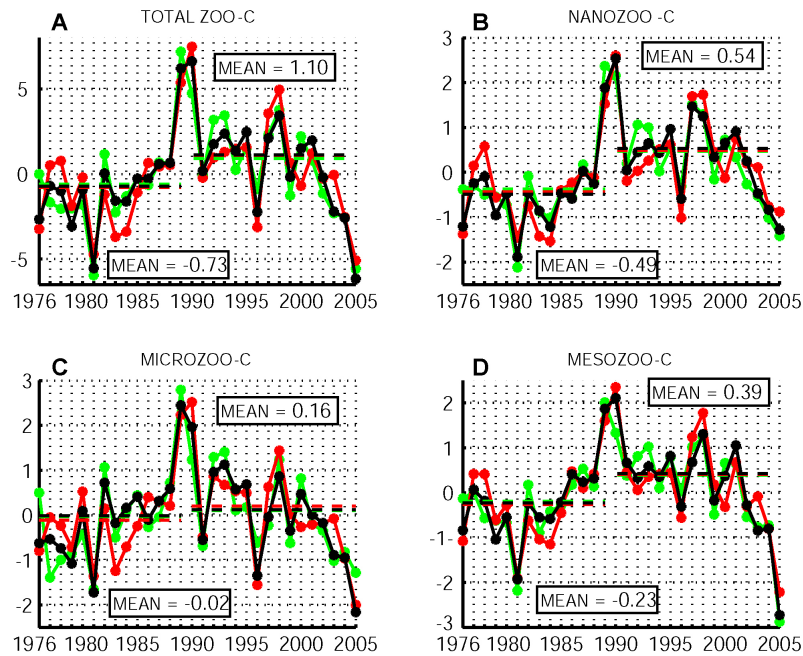 A TOTAL ZOO-C
5
0
-5
MEAN = 1.10
MEAN = -0.73
1976 1980 1985 1990 1995 2000 2005
B NANOZOO -C
3
2
1
0
-1
-2
MEAN = 0.54
MEAN = -0.49
1976 1980 1985 1990 1995 2000 2005
C MICROZOO-C
3
2
1
0
-1
-2
MEAN = 0.16
MEAN = -0.02
1976 1980 1985 1990 1995 2000 2005
D MESOZOO-C
2
1
0
-1
-2
-3
MEAN = 0.39
MEAN = -0.23
1976 1980 1985 1990 1995 2000 2005